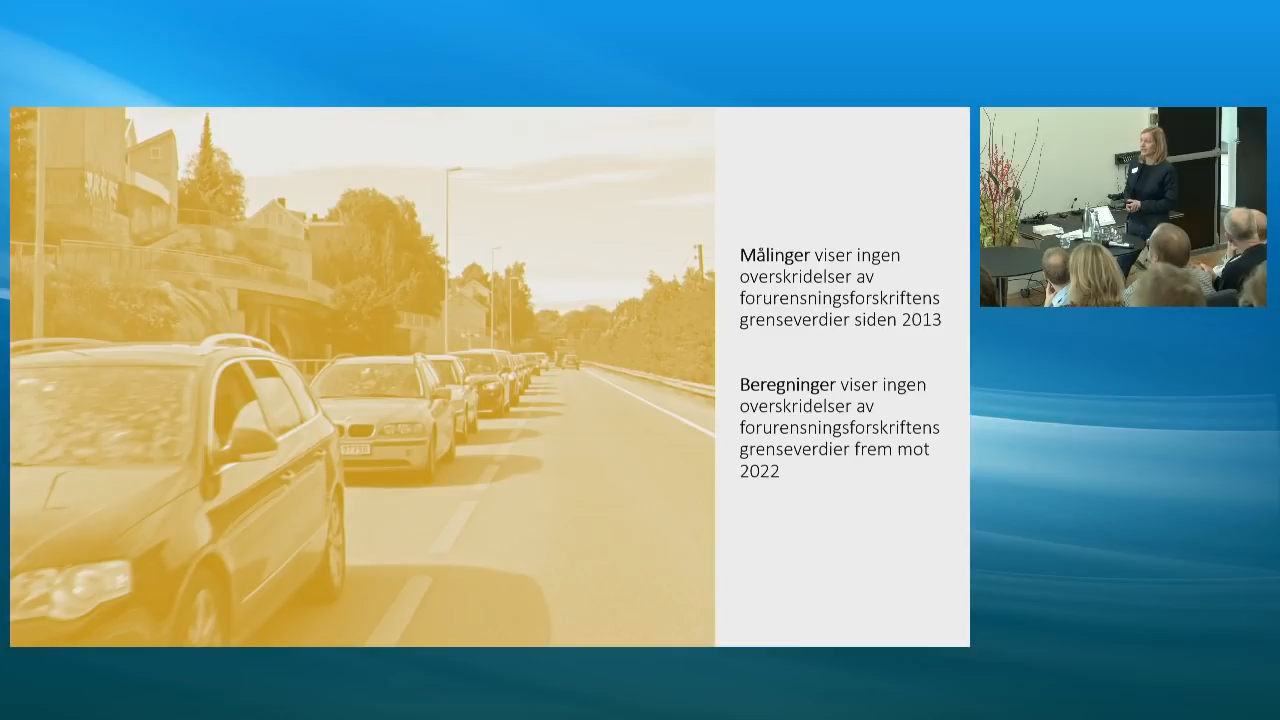 Målinger viser ingen
overskridelser av
forurensningsforskriftens
grenseverdier siden 2013
Beregninger viser ingen
overskridelser av
forurensningsforskriftens
grenseverdier frem mot
2022